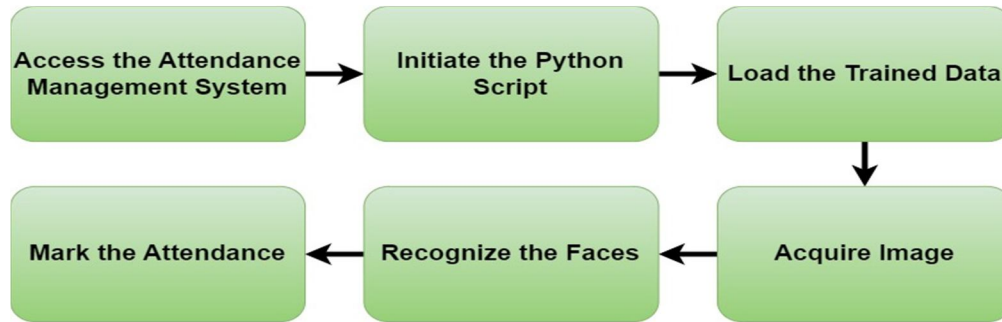 Access the Attendance
Management System
Initiate the Python
Script
Load the Trained Data
Acquire Image
Recognize the Faces
Mark the Attendance